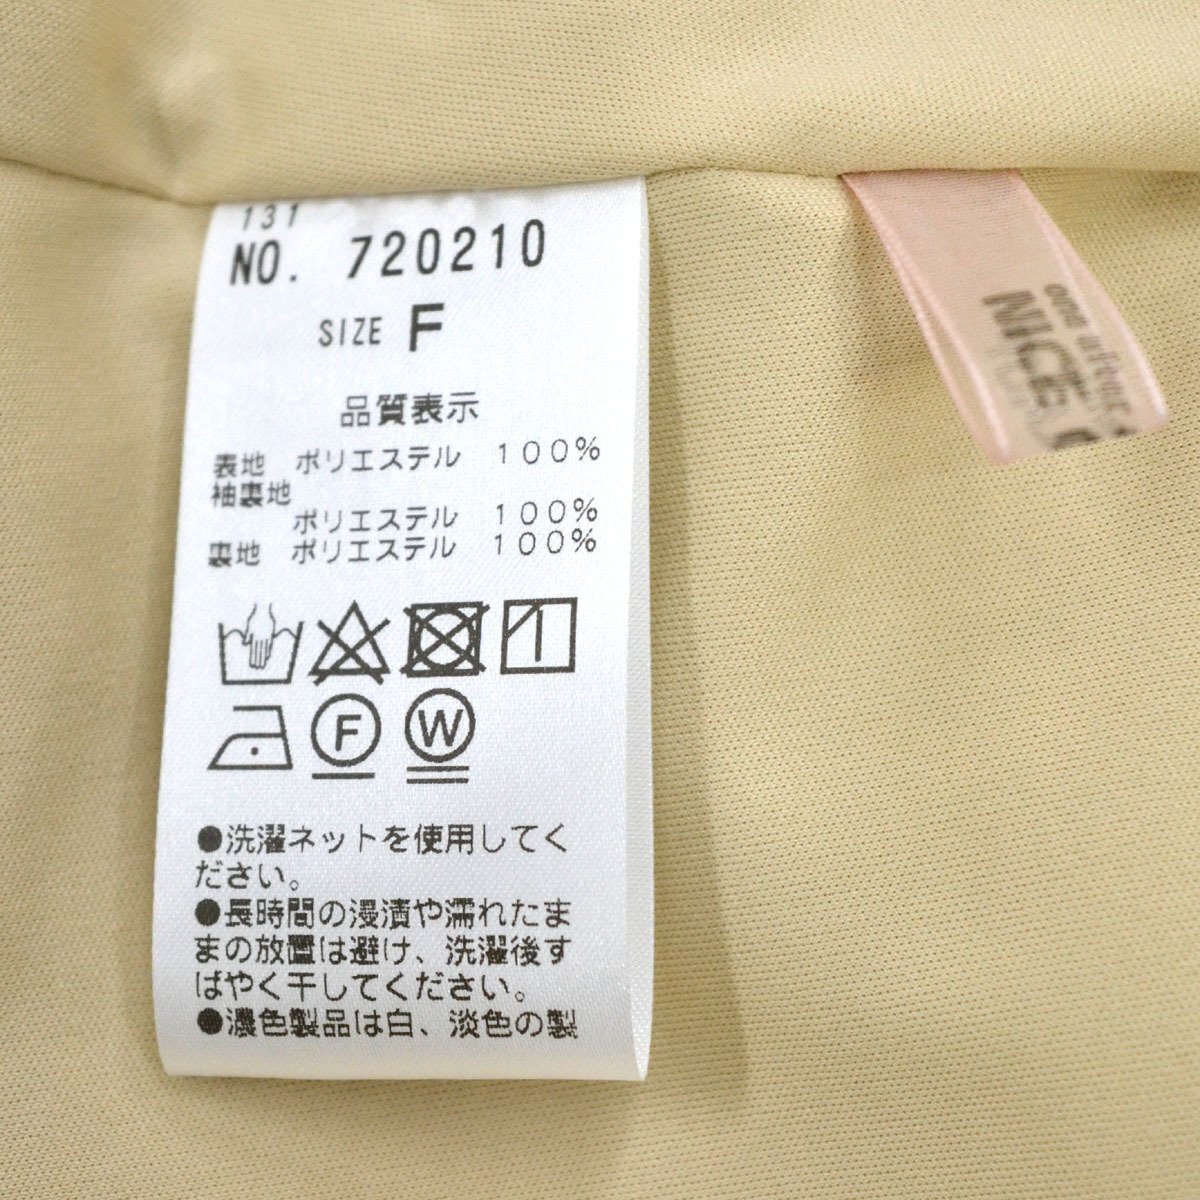 131
NO. 720210
SIZE F
品質表示
表地 ポリエステル 100%
袖裏地
ポリエステル 100%
裏地 ポリエステル 100%
F W
●洗濯ネットを使用してく
ださい。
●長時間の浸漬や濡れたま
まの放置は避け、洗濯後す
ばやく干してください。
●濃色製品は白、淡色の製
NICE